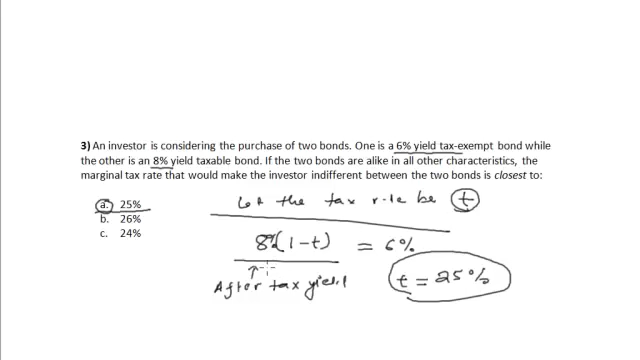 3) An investor is considering the purchase of two bonds. One is a 6% yield tax-exempt bond while
the other is an 8% yield taxable bond. If the two bonds are alike in all other characteristics, the
marginal tax rate that would make the investor indifferent between the two bonds is closest to:
a. 25%
b. 26%
c. 24%
Let the tax rate be t
8%(1-t) = 6%
After tax yield
t = 25%